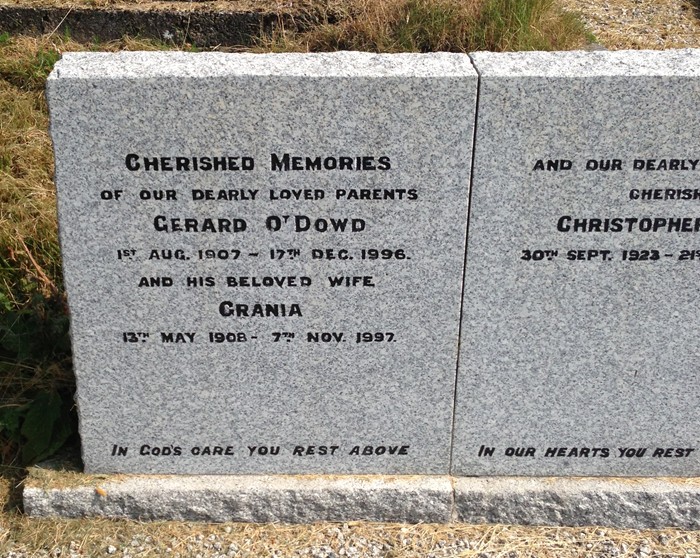 CHERISHED MEMORIES
OF OUR DEARLY LOVED PARENTS
GERARD O'DOWD
1ST AUG. 1907 - 17TH DEC. 1996.
AND HIS BELOVED WIFE
GRANIA
13TH MAY 1908 - 7TH NOV. 1997.
IN GOD'S CARE YOU REST ABOVE
AND OUR DEARLY
CHERISH
CHRISTOPHER
30TH SEPT. 1923 - 21S
IN OUR HEARTS YOU REST